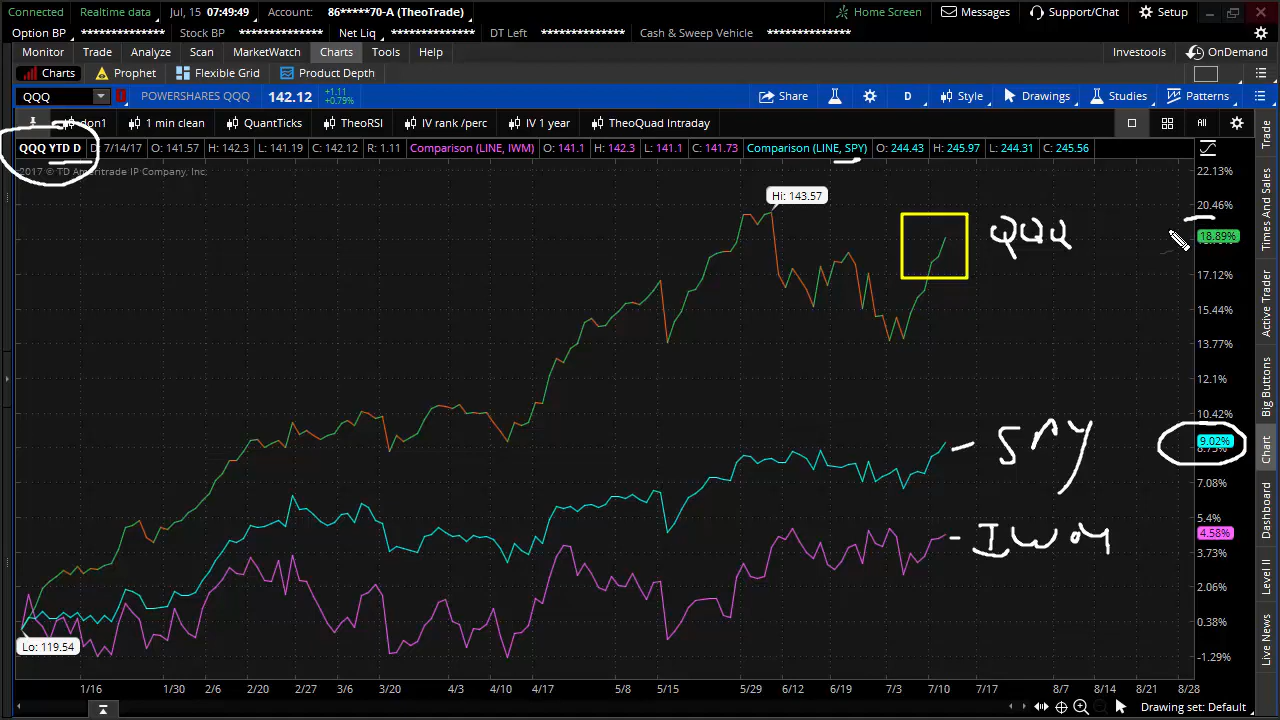 Connected Realtime data Jul, 15 07:49:49 Account: 86*****70-A (TheoTrade) Home Screen Messages Support/Chat Setup
Option BP ************** Stock BP ************** Net Liq ************** DT Left ************** Cash & Sweep Vehicle **************
Monitor Trade Analyze Scan MarketWatch Charts Tools Help Investools OnDemand
Charts Prophet Flexible Grid Product Depth
QQQ POWERSHARES QQQ 142.12 +1.11 +0.79% Share D Style Drawings Studies Patterns
don1 1 min clean QuantTicks TheoRSI IV rank /perc IV 1 year TheoQuad Intraday All
QQQ YTD D D: 7/14/17 O: 141.57 H: 142.3 L: 141.19 C: 142.12 R: 1.11 Comparison (LINE, IWM) O: 141.1 H: 142.3 L: 141.1 C: 141.73 Comparison (LINE, SPY) O: 244.43 H: 245.97 L: 244.31 C: 245.56
2017 © TD Ameritrade IP Company, Inc.
22.13%
Hi: 143.57
20.46%
QQQ
18.89%
17.12%
15.44%
13.77%
12.1%
10.42%
SPY
9.02%
8.75%
7.08%
5.4%
IWM
4.58%
3.73%
2.06%
0.38%
Lo: 119.54
-1.29%
1/16 1/30 2/6 2/20 2/27 3/6 3/20 4/3 4/10 4/17 5/8 5/15 5/29 6/12 6/19 7/3 7/10 7/17 8/7 8/14 8/21 8/28
Drawing set: Default
Trade
Times And Sales
Active Trader
Big Buttons
Chart
Dashboard
Level II
Live News